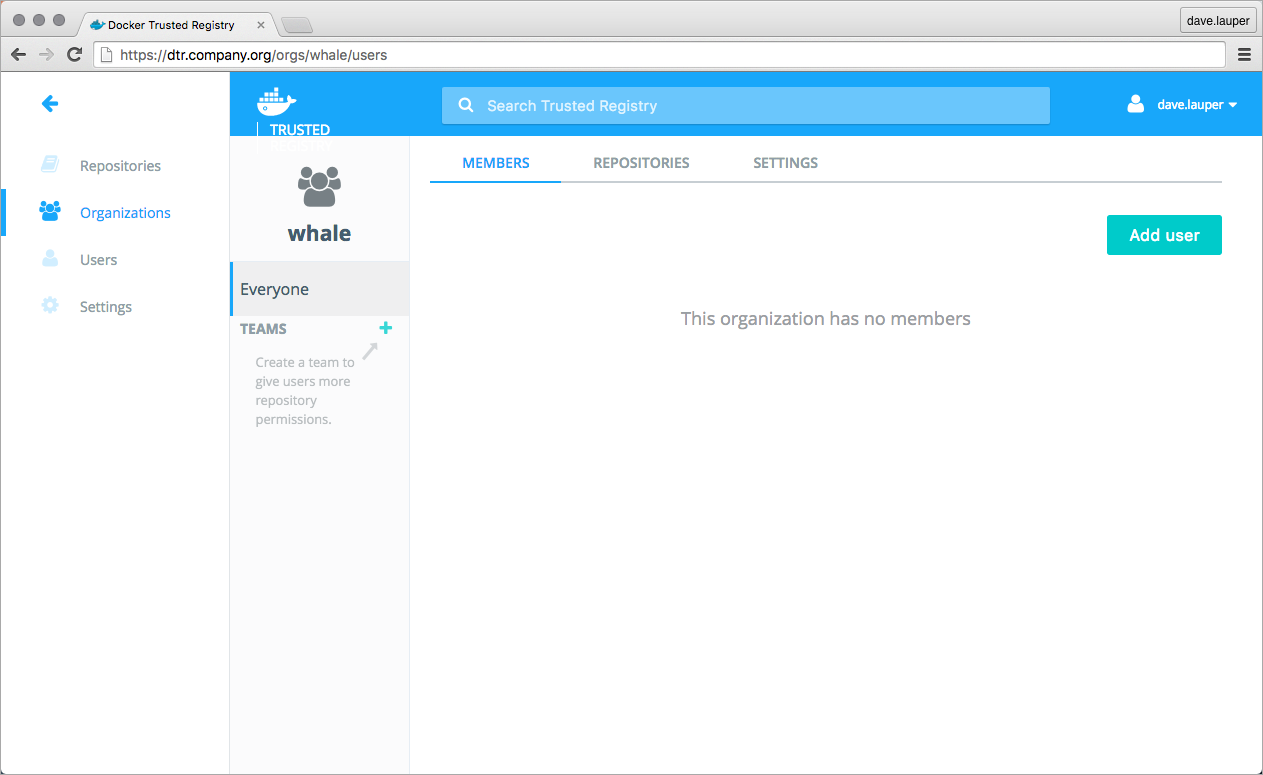 Docker Trusted Registry
dave.lauper
https://dtr.company.org/orgs/whale/users
TRUSTED
Search Trusted Registry
dave.lauper
Repositories
Organizations
Users
Settings
whale
Everyone
TEAMS
Create a team to
give users more
repository
permissions.
MEMBERS
REPOSITORIES
SETTINGS
Add user
This organization has no members